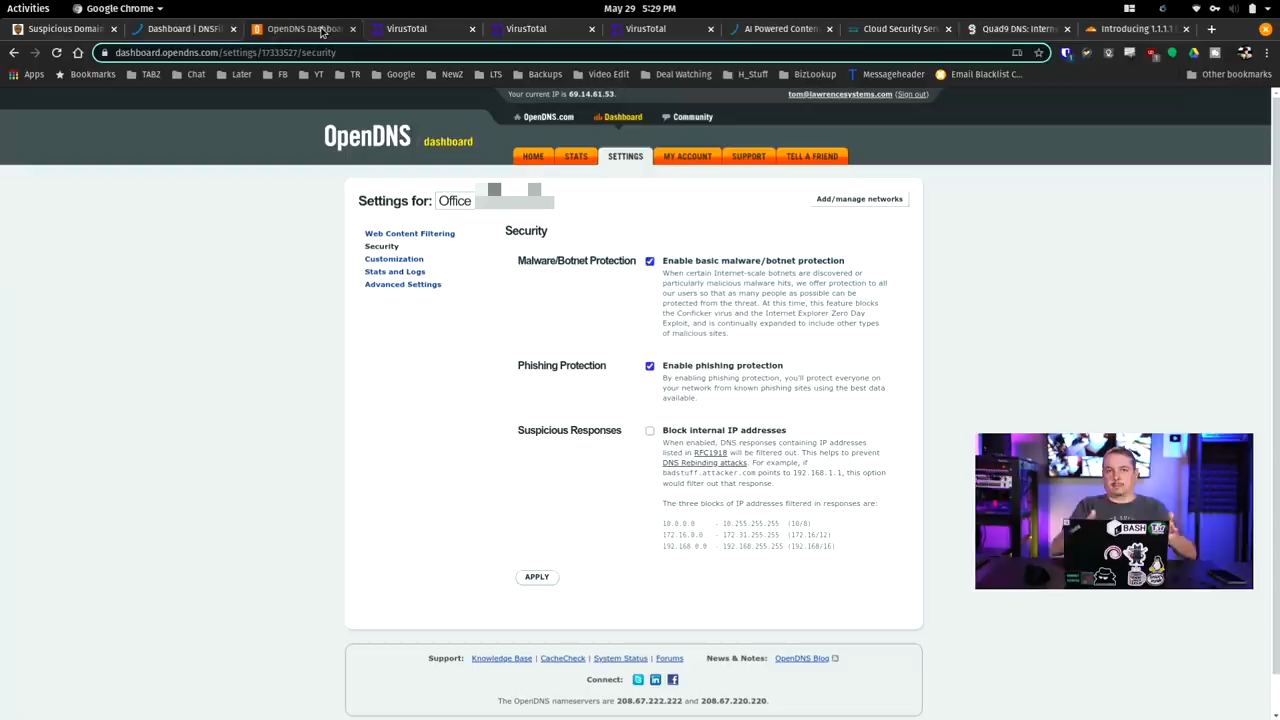 Activities
Google Chrome
May 29 5:29 PM
Suspicious Domain
Dashboard | DNSFi
OpenDNS Dashboar
VirusTotal
VirusTotal
VirusTotal
AI Powered Conten
Cloud Security Serv
Quad9 DNS: Intern
Introducing 1.1.1.1
dashboard.opendns.com/settings/17333527/security
Apps
Bookmarks
TABZ
Chat
Later
FB
YT
TR
Google
NewZ
LTS
Backups
Video Edit
Deal Watching
H_Stuff
BizLookup
Messageheader
Email Blacklist C...
Other bookmarks
Your current IP is 69.14.61.53.
tom@lawrencesystems.com (Sign out)
OpenDNS.com
Dashboard
Community
OpenDNS dashboard
HOME
STATS
SETTINGS
MY ACCOUNT
SUPPORT
TELL A FRIEND
Settings for: Office
Add/manage networks
Web Content Filtering
Security
Customization
Stats and Logs
Advanced Settings
Security
Malware/Botnet Protection
Enable basic malware/botnet protection
When certain Internet-scale botnets are discovered or
particularly malicious malware hits, we offer protection to all
our users so that as many people as possible can be
protected from the threat. At this time, this feature blocks
the Conficker virus and the Internet Explorer Zero Day
Exploit, and is continually expanded to include other types
of malicious sites.
Phishing Protection
Enable phishing protection
By enabling phishing protection, you'll protect everyone on
your network from known phishing sites using the best data
available.
Suspicious Responses
Block internal IP addresses
When enabled, DNS responses containing IP addresses
listed in RFC1918 will be filtered out. This helps to prevent
DNS Rebinding attacks. For example, if
badstuff.attacker.com points to 192.168.1.1, this option
would filter out that response.
The three blocks of IP addresses filtered in responses are:
10.0.0.0 - 10.255.255.255 (10/8)
172.16.0.0 - 172.31.255.255 (172.16/12)
192.168.0.0 - 192.168.255.255 (192.168/16)
APPLY
BASH
Support: Knowledge Base | CacheCheck | System Status | Forums
News & Notes: OpenDNS Blog
Connect:
The OpenDNS nameservers are 208.67.222.222 and 208.67.220.220.